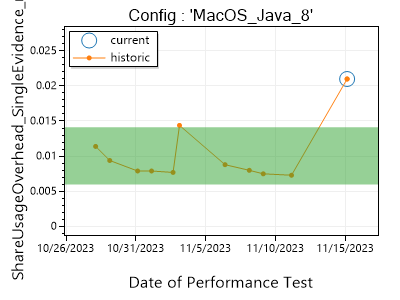 Config : 'MacOS_Java_8'
current
historic
0.025
0.02
0.015
0.01
0.005
0
10/26/2023
10/31/2023
11/5/2023
11/10/2023
11/15/2023
Date of Performance Test
ShareUsageOverhead_SingleEvidence_